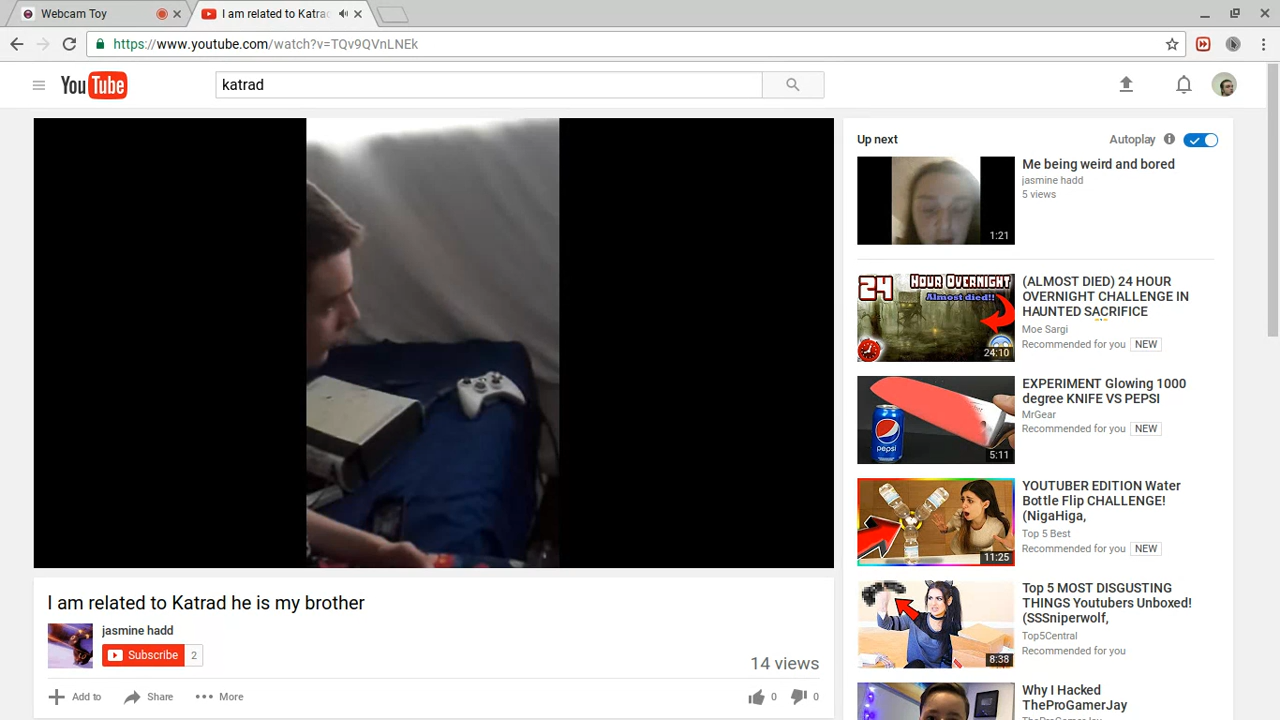 Webcam Toy
I am related to Katrad
https://www.youtube.com/watch?v=TQv9QVnLNEk
YouTube
katrad
Up next
Autoplay
Me being weird and bored
jasmine hadd
5 views
1:21
24 HOUR OVERNIGHT
Almost died!!
24:10
(ALMOST DIED) 24 HOUR
OVERNIGHT CHALLENGE IN
HAUNTED SACRIFICE
Moe Sargi
Recommended for you NEW
pepsi
5:11
EXPERIMENT Glowing 1000
degree KNIFE VS PEPSI
MrGear
Recommended for you NEW
11:25
YOUTUBER EDITION Water
Bottle Flip CHALLENGE!
(NigaHiga,
Top 5 Best
Recommended for you NEW
8:38
Top 5 MOST DISGUSTING
THINGS Youtubers Unboxed!
(SSSniperwolf,
Top5Central
Recommended for you
Why I Hacked
TheProGamerJay
I am related to Katrad he is my brother
jasmine hadd
Subscribe 2
14 views
Add to Share More
0 0